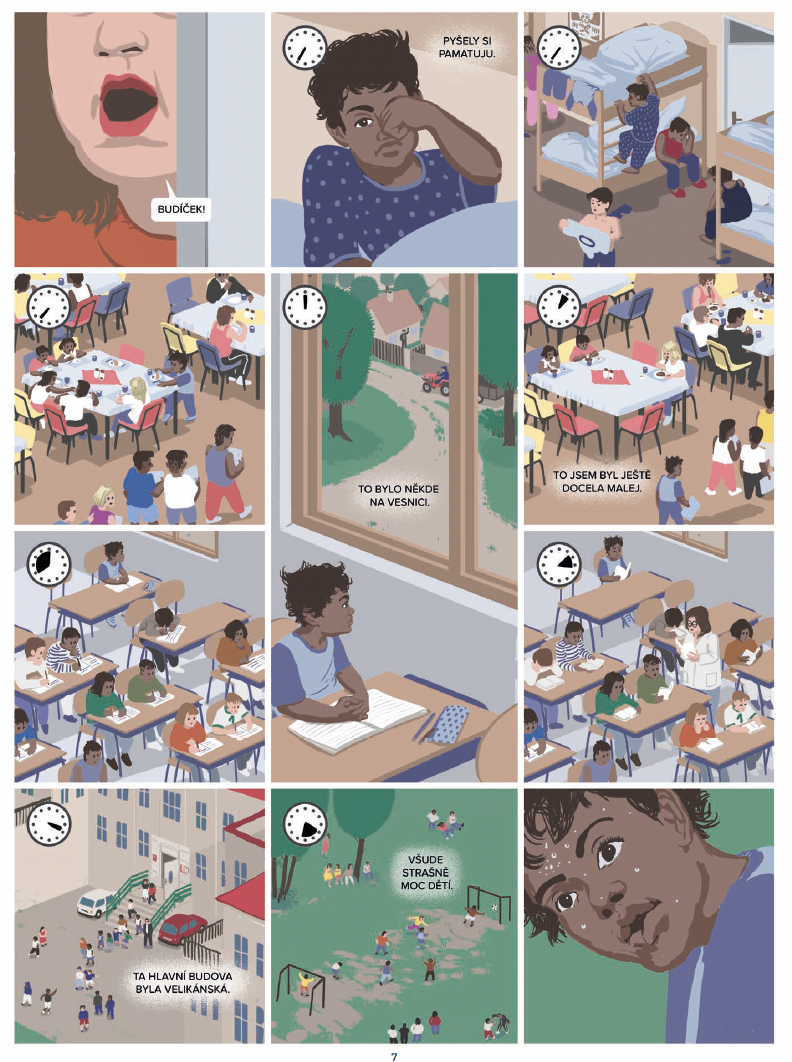 BUDÍČEK!
PYŠELY SI
PAMATUJU.
TO BYLO NĚKDE
NA VESNICI.
TO JSEM BYL JEŠTĚ
DOCELA MALEJ.
TA HLAVNÍ BUDOVA
BYLA VELIKÁNSKÁ.
VŠUDE
STRAŠNĚ
MOC DĚTÍ.
7